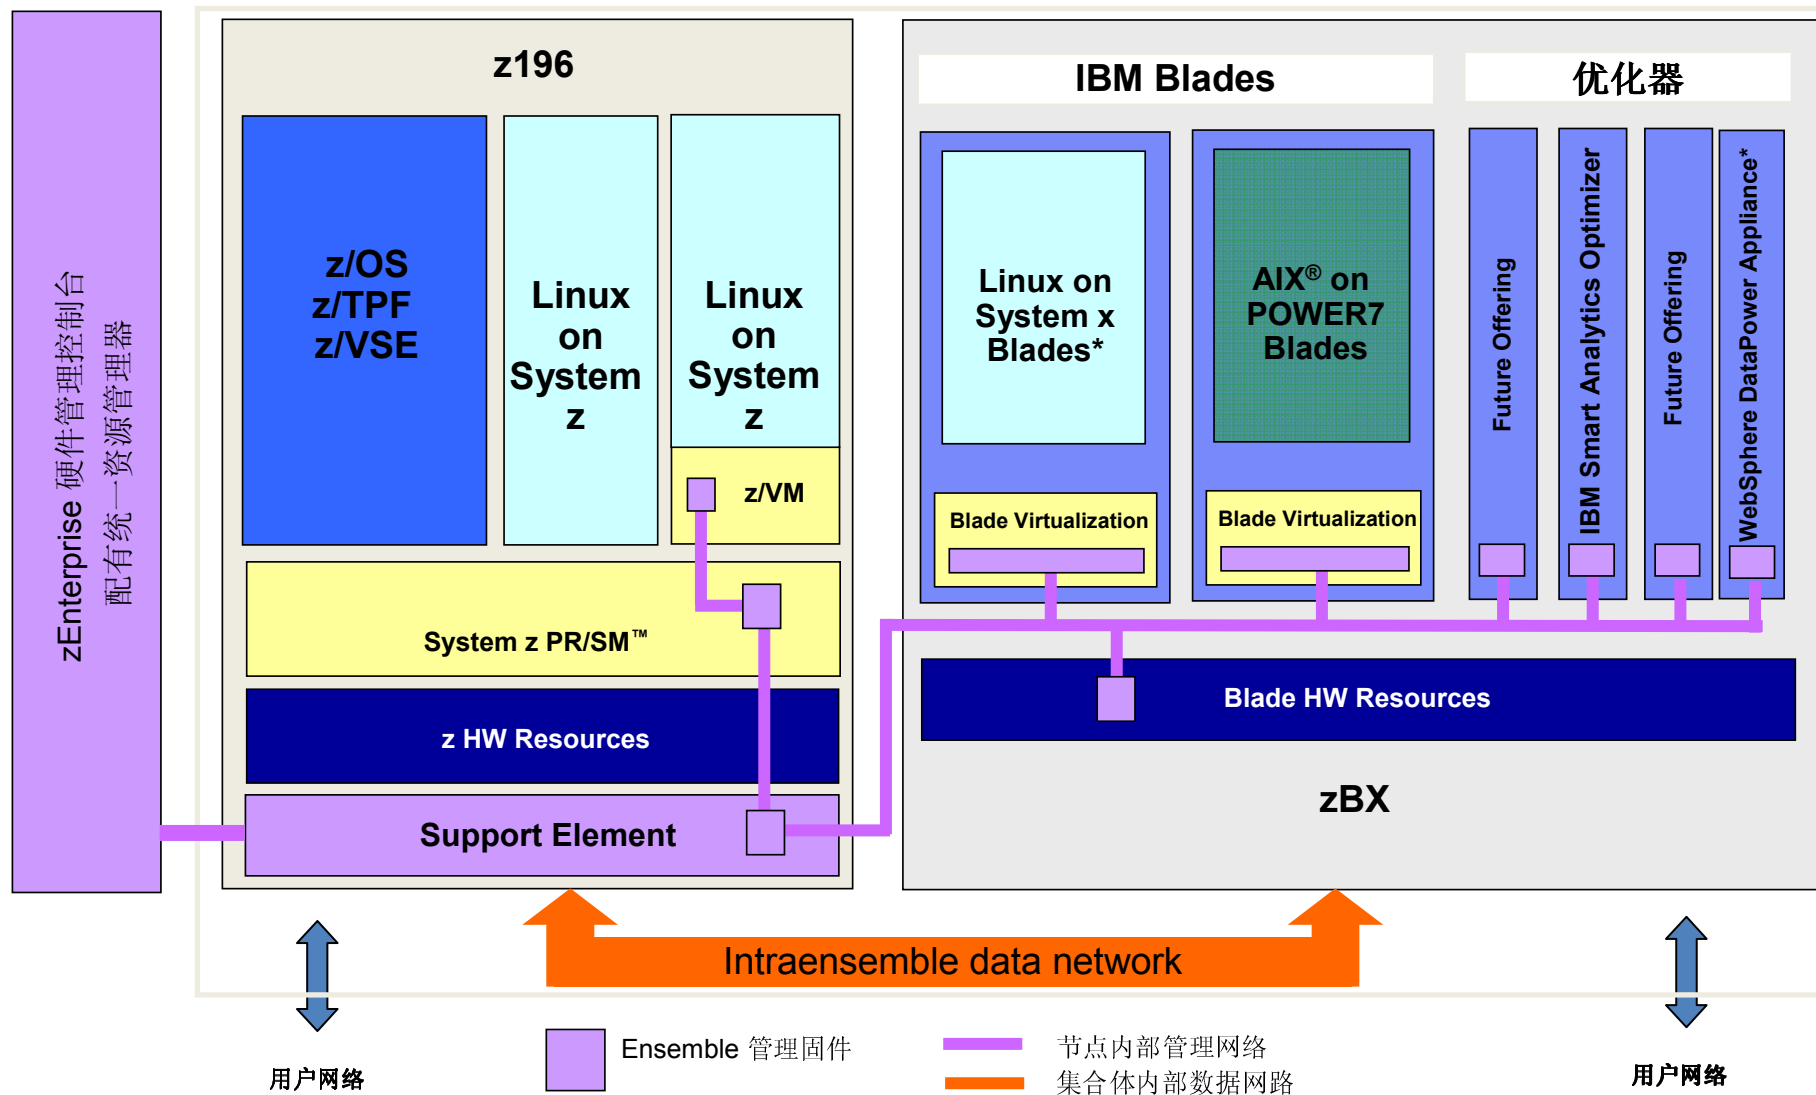 zEnterprise 硬件管理控制台
配有统一资源管理器
z196
z/OS
z/TPF
z/VSE
Linux
on
System
z
Linux
on
System
z
z/VM
System z PR/SM™
z HW Resources
Support Element
IBM Blades
优化器
Linux on
System x
Blades*
AIX® on
POWER7
Blades
Blade Virtualization
Blade Virtualization
Future Offering
IBM Smart Analytics Optimizer
Future Offering
WebSphere DataPower Appliance*
Blade HW Resources
zBX
Intraensemble data network
用户网络
Ensemble 管理固件
节点内部管理网络
集合体内部数据网路
用户网络